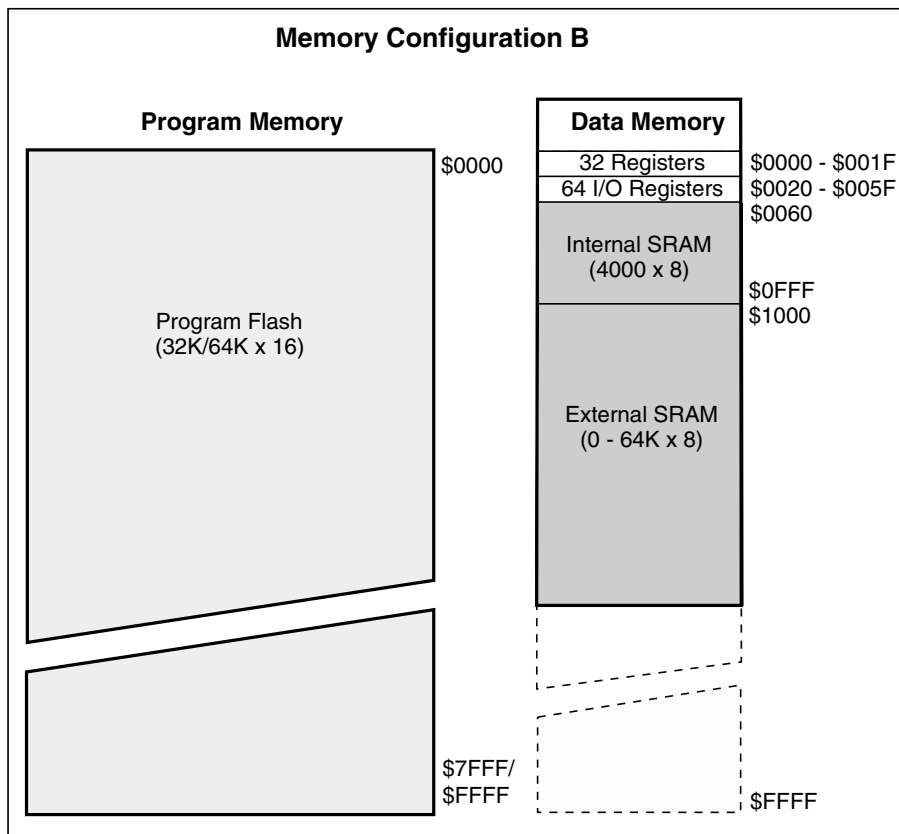 Memory Configuration B
Program Memory
$0000
Program Flash
(32K/64K x 16)
$7FFF/
$FFFF
Data Memory
32 Registers
$0000 - $001F
64 I/O Registers
$0020 - $005F
$0060
Internal SRAM
(4000 x 8)
$0FFF
$1000
External SRAM
(0 - 64K x 8)
$FFFF